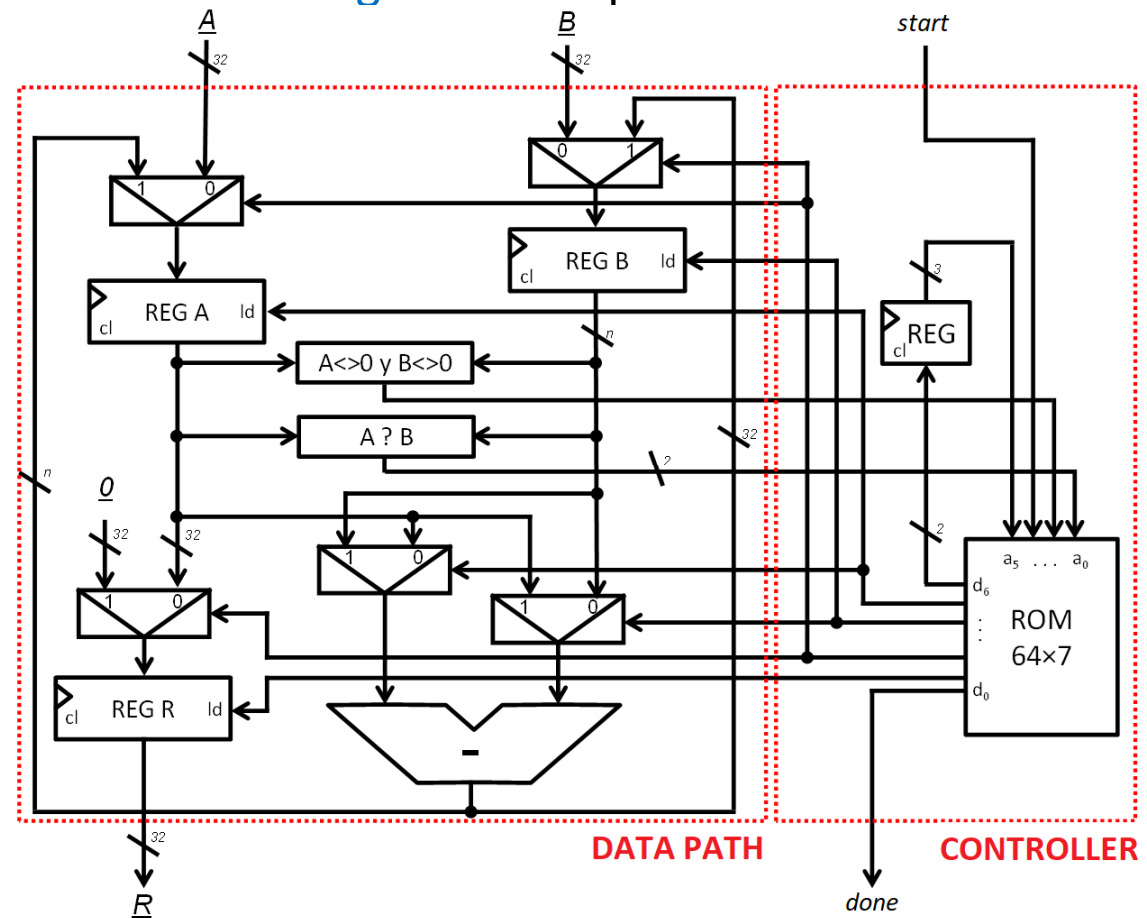 A
B
start
32
32
0
1
1
0
REG B
ld
cl
3
REG A
ld
cl
REG
cl
n
A<>0 y B<>0
A ? B
32
2
n
0
32
32
2
1
0
a5 ... a0
d6
1
0
1
0
ROM
64×7
REG R
ld
cl
d0
-
DATA PATH
CONTROLLER
32
R
done